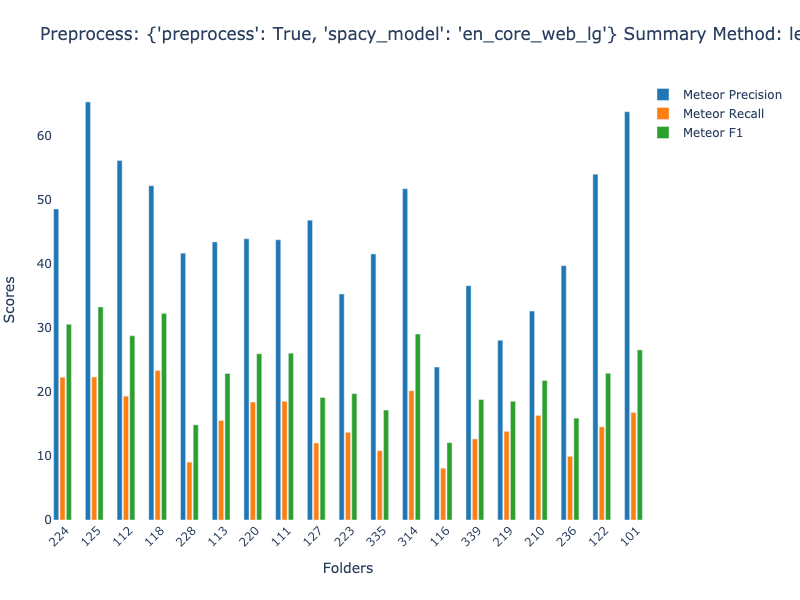 Preprocess: {'preprocess': True, 'spacy_model': 'en_core_web_lg'} Summary Method: le
Meteor Precision
Meteor Recall
Meteor F1
Scores
60
50
40
30
20
10
0
224 125 112 118 228 113 220 111 127 223 335 314 116 339 219 210 236 122 101
Folders